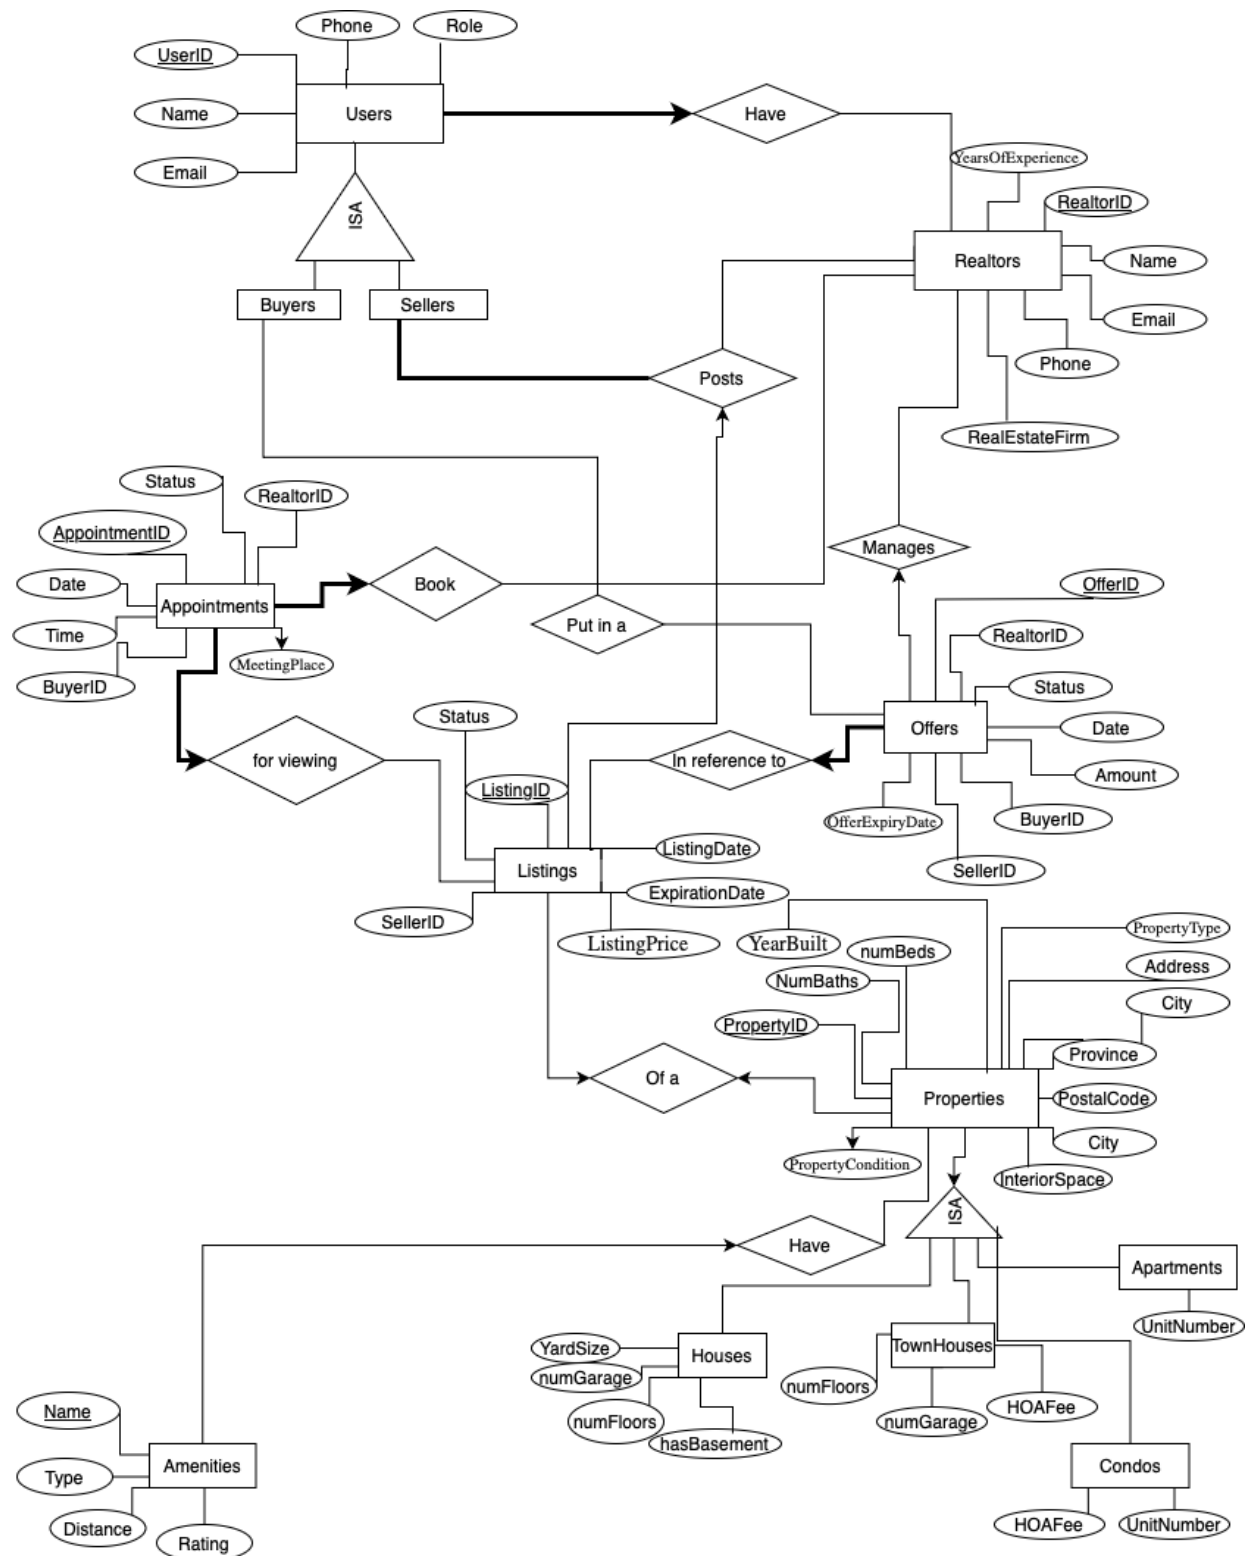 Phone
Role
UserID
Users
Name
Have
Email
YearsOfExperience
ISA
RealtorID
Realtors
Name
Buyers
Sellers
Email
Phone
Posts
RealEstateFirm
Status
RealtorID
AppointmentID
Manages
Date
Book
Appointments
OfferID
Time
Put in a
RealtorID
MeetingPlace
BuyerID
Status
Status
Offers
Date
for viewing
In reference to
Amount
ListingID
OfferExpiryDate
BuyerID
ListingDate
Listings
SellerID
ExpirationDate
SellerID
ListingPrice
YearBuilt
numBeds
PropertyType
Address
NumBaths
City
PropertyID
Province
Of a
Properties
PostalCode
City
PropertyCondition
InteriorSpace
ISA
Have
Apartments
UnitNumber
YardSize
Houses
TownHouses
numGarage
numFloors
HOAFee
Name
numFloors
numGarage
hasBasement
Amenities
Condos
Type
Distance
HOAFee
UnitNumber
Rating